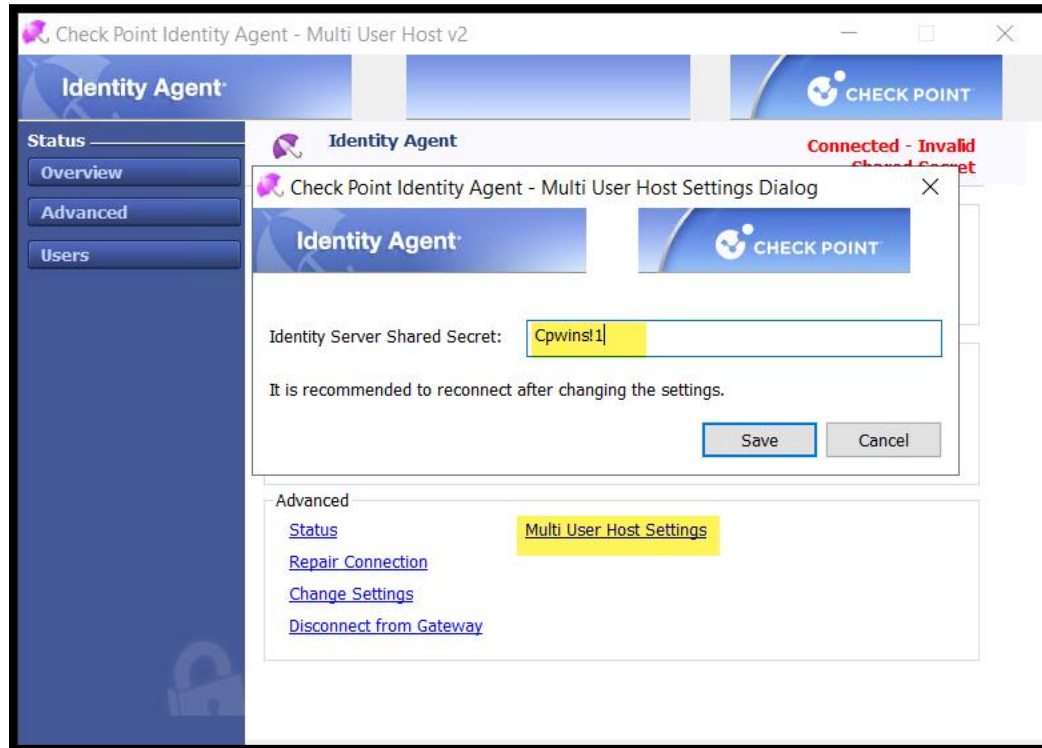 Check Point Identity Agent - Multi User Host v2
Identity Agent
CHECK POINT
Status
Overview
Advanced
Users
Identity Agent
Connected - Invalid
Shared Secret
Check Point Identity Agent - Multi User Host Settings Dialog
Identity Agent
CHECK POINT
Identity Server Shared Secret:
Cpwins!1
It is recommended to reconnect after changing the settings.
Save
Cancel
Advanced
Status
Multi User Host Settings
Repair Connection
Change Settings
Disconnect from Gateway